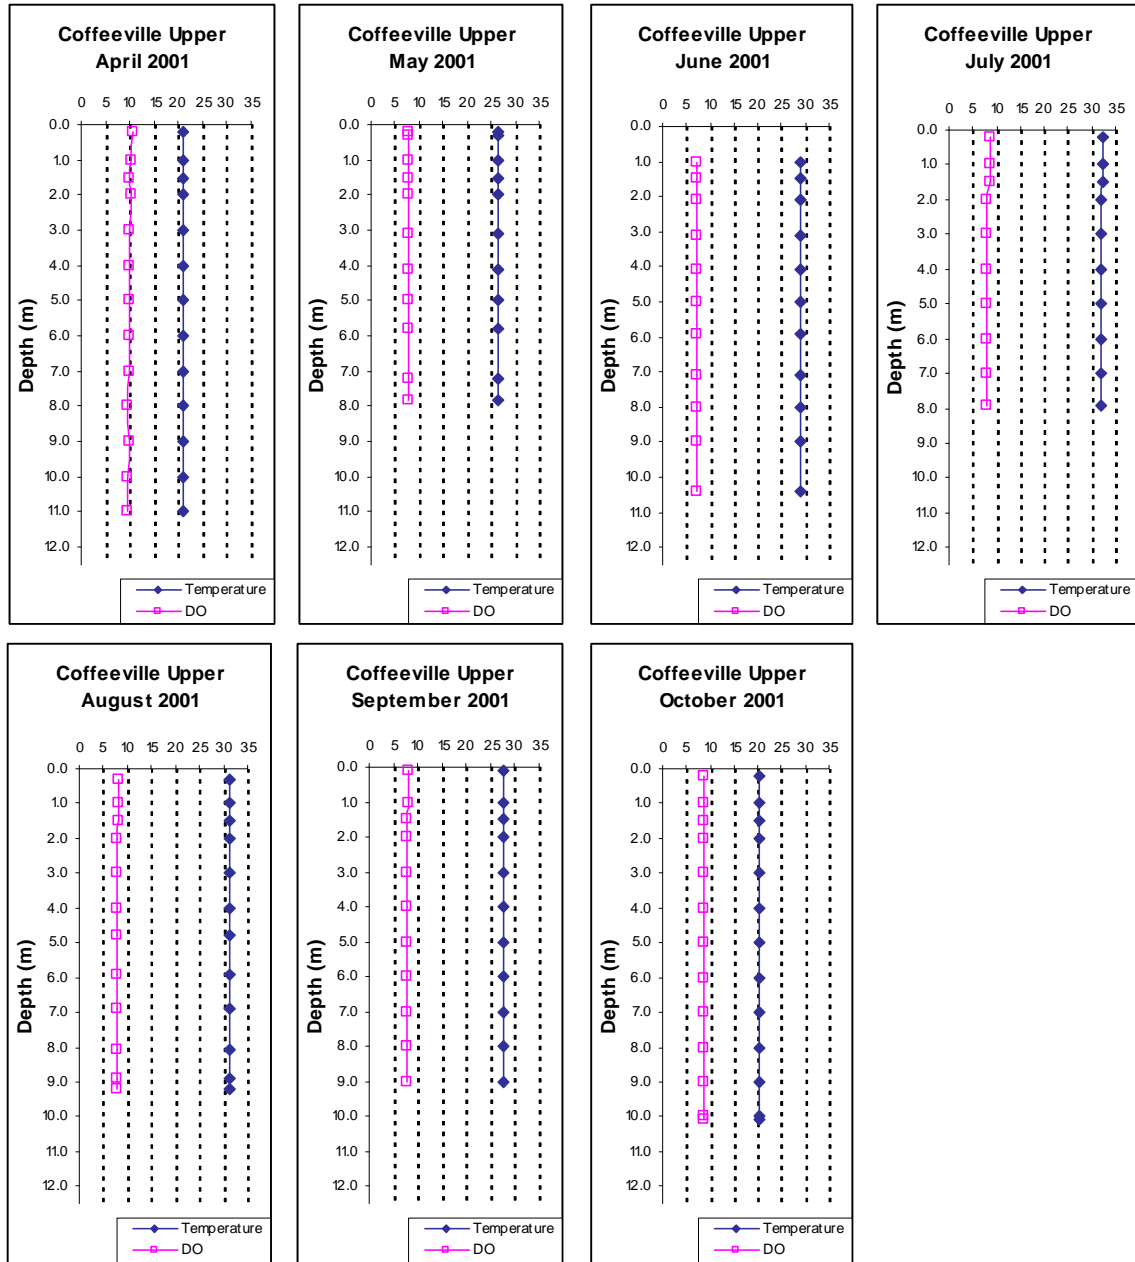 Coffeeville Upper
April 2001
0 5 10 15 20 25 30 35
0.0
1.0
2.0
3.0
4.0
5.0
6.0
7.0
8.0
9.0
10.0
11.0
12.0
Depth (m)
Temperature
DO
Coffeeville Upper
May 2001
0 5 10 15 20 25 30 35
0.0
1.0
2.0
3.0
4.0
5.0
6.0
7.0
8.0
9.0
10.0
11.0
12.0
Depth (m)
Temperature
DO
Coffeeville Upper
June 2001
0 5 10 15 20 25 30 35
0.0
1.0
2.0
3.0
4.0
5.0
6.0
7.0
8.0
9.0
10.0
11.0
12.0
Depth (m)
Temperature
DO
Coffeeville Upper
July 2001
0 5 10 15 20 25 30 35
0.0
1.0
2.0
3.0
4.0
5.0
6.0
7.0
8.0
9.0
10.0
11.0
12.0
Depth (m)
Temperature
DO
Coffeeville Upper
August 2001
0 5 10 15 20 25 30 35
0.0
1.0
2.0
3.0
4.0
5.0
6.0
7.0
8.0
9.0
10.0
11.0
12.0
Depth (m)
Temperature
DO
Coffeeville Upper
September 2001
0 5 10 15 20 25 30 35
0.0
1.0
2.0
3.0
4.0
5.0
6.0
7.0
8.0
9.0
10.0
11.0
12.0
Depth (m)
Temperature
DO
Coffeeville Upper
October 2001
0 5 10 15 20 25 30 35
0.0
1.0
2.0
3.0
4.0
5.0
6.0
7.0
8.0
9.0
10.0
11.0
12.0
Depth (m)
Temperature
DO